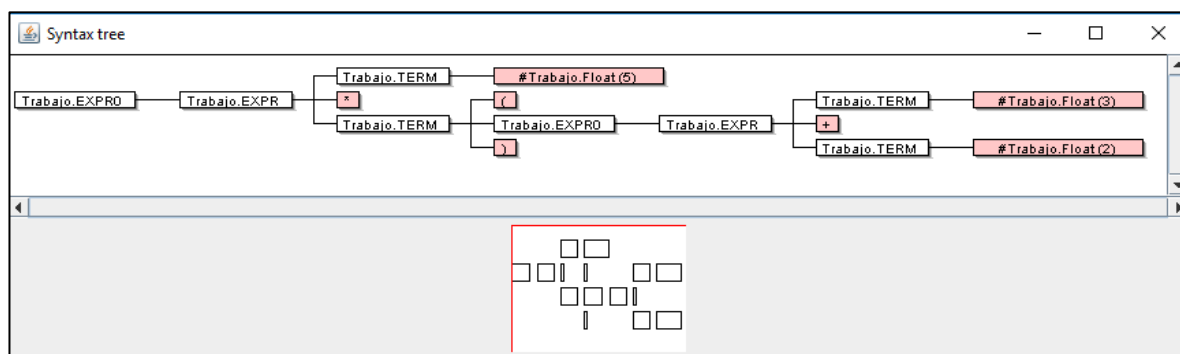 Syntax tree
Trabajo.TERM #Trabajo.Float(5)
Trabajo.EXPR0 Trabajo.EXPR * ( Trabajo.TERM #Trabajo.Float(3)
Trabajo.TERM Trabajo.EXPR0 Trabajo.EXPR +
) Trabajo.TERM #Trabajo.Float(2)